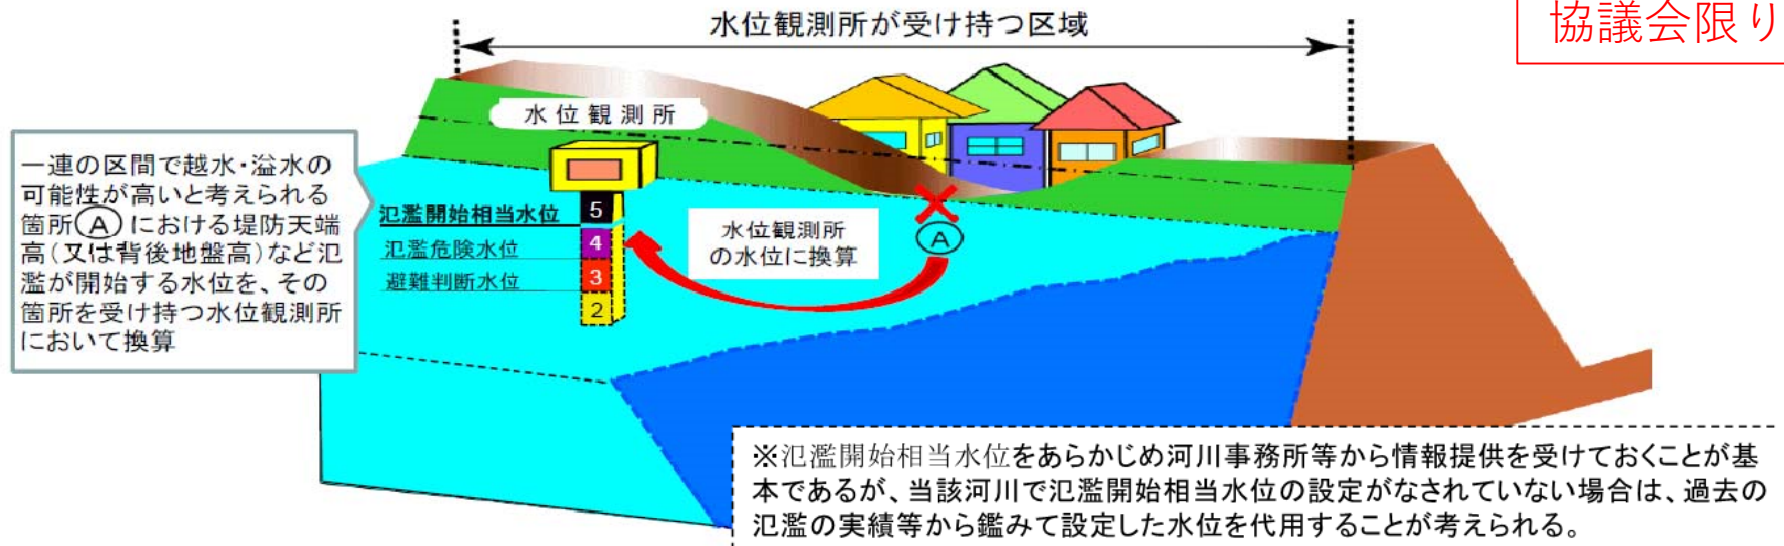 水位観測所が受け持つ区域
協議会限り
水位観測所
一連の区間で越水・溢水の
可能性が高いと考えられる
箇所Ⓐにおける堤防天端
高(又は背後地盤高)など氾
濫が開始する水位を、その
箇所を受け持つ水位観測所
において換算
氾濫開始相当水位
5
氾濫危険水位
4
避難判断水位
3
2
水位観測所
の水位に換算
A
※氾濫開始相当水位をあらかじめ河川事務所等から情報提供を受けておくことが基
本であるが、当該河川で氾濫開始相当水位の設定がなされていない場合は、過去の
氾濫の実績等から鑑みて設定した水位を代用することが考えられる。